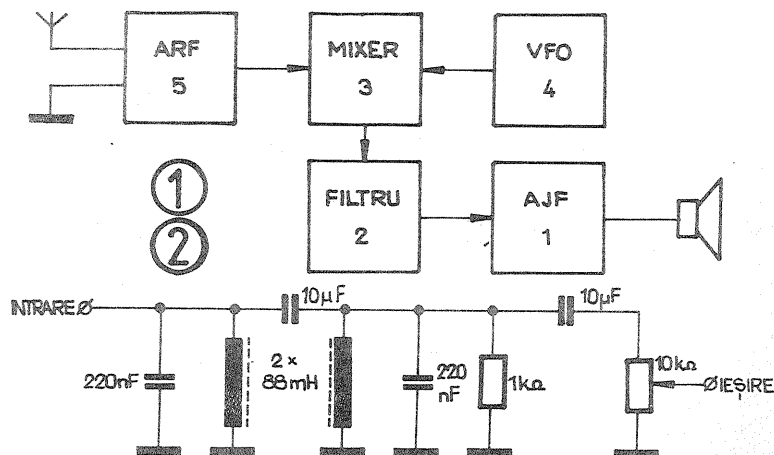 ARF
5
MIXER
3
VFO
4
FILTRU
2
AJF
1
1
2
INTRARE
10µF
10µF
220nF
2×
88mH
220
nF
1kΩ
10kΩ
IEȘIRE